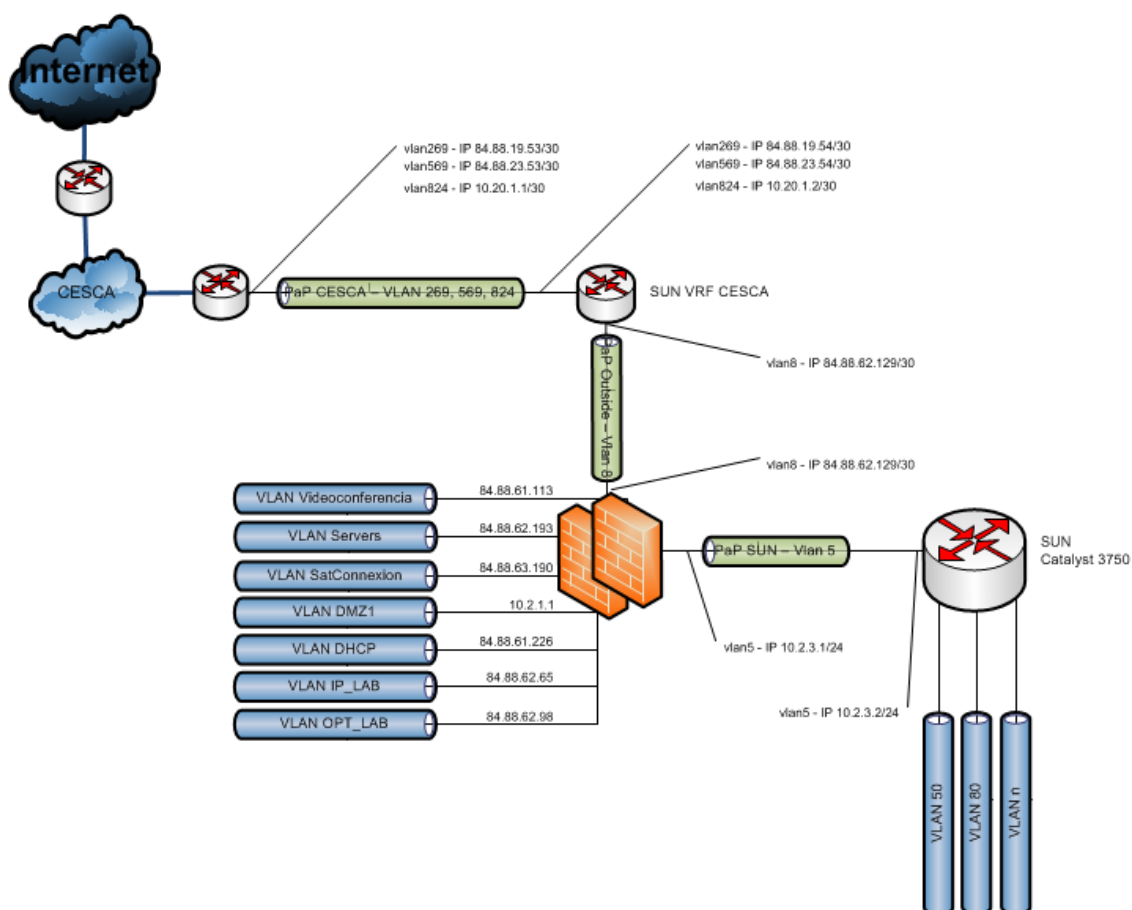 Internet
vlan269 - IP 84.88.19.53/30
vlan569 - IP 84.88.23.53/30
vlan824 - IP 10.20.1.1/30
vlan269 - IP 84.88.19.54/30
vlan569 - IP 84.88.23.54/30
vlan824 - IP 10.20.1.2/30
CESCA
PaP CESCA – VLAN 269, 569, 824
SUN VRF CESCA
vlan8 - IP 84.88.62.129/30
PaP Outside – Vlan 8
vlan8 - IP 84.88.62.129/30
VLAN Videoconferencia
84.88.61.113
VLAN Servers
84.88.62.193
VLAN SatConnexion
84.88.63.190
VLAN DMZ1
10.2.1.1
VLAN DHCP
84.88.61.226
VLAN IP_LAB
84.88.62.65
VLAN OPT_LAB
84.88.62.98
PaP SUN – Vlan 5
SUN
Catalyst 3750
vlan5 - IP 10.2.3.1/24
vlan5 - IP 10.2.3.2/24
VLAN 50
VLAN 80
VLAN n